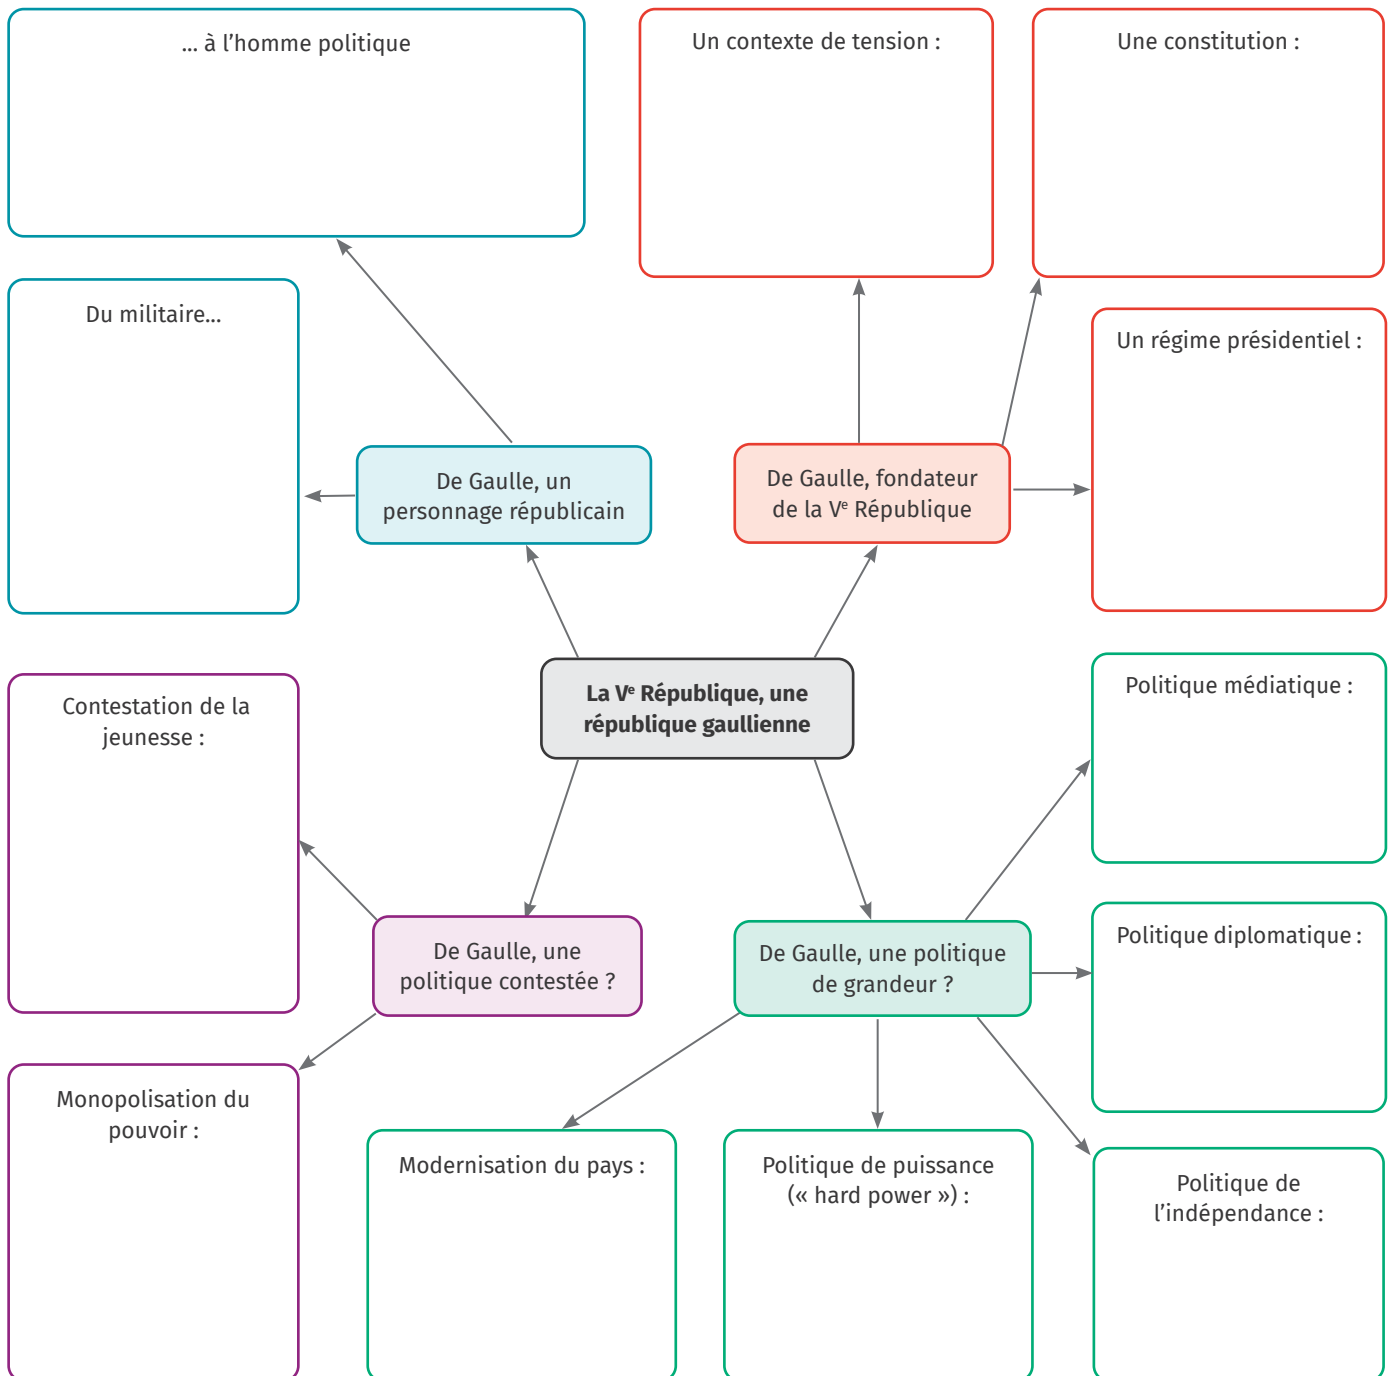 ... à l’homme politique
Un contexte de tension :
Une constitution :
Du militaire...
Un régime présidentiel :
De Gaulle, un
personnage républicain
De Gaulle, fondateur
de la Vᵉ République
La Vᵉ République, une
république gaullienne
Contestation de la
jeunesse :
Politique médiatique :
De Gaulle, une
politique contestée ?
De Gaulle, une politique
de grandeur ?
Politique diplomatique :
Monopolisation du
pouvoir :
Modernisation du pays :
Politique de puissance
(« hard power ») :
Politique de
l’indépendance :